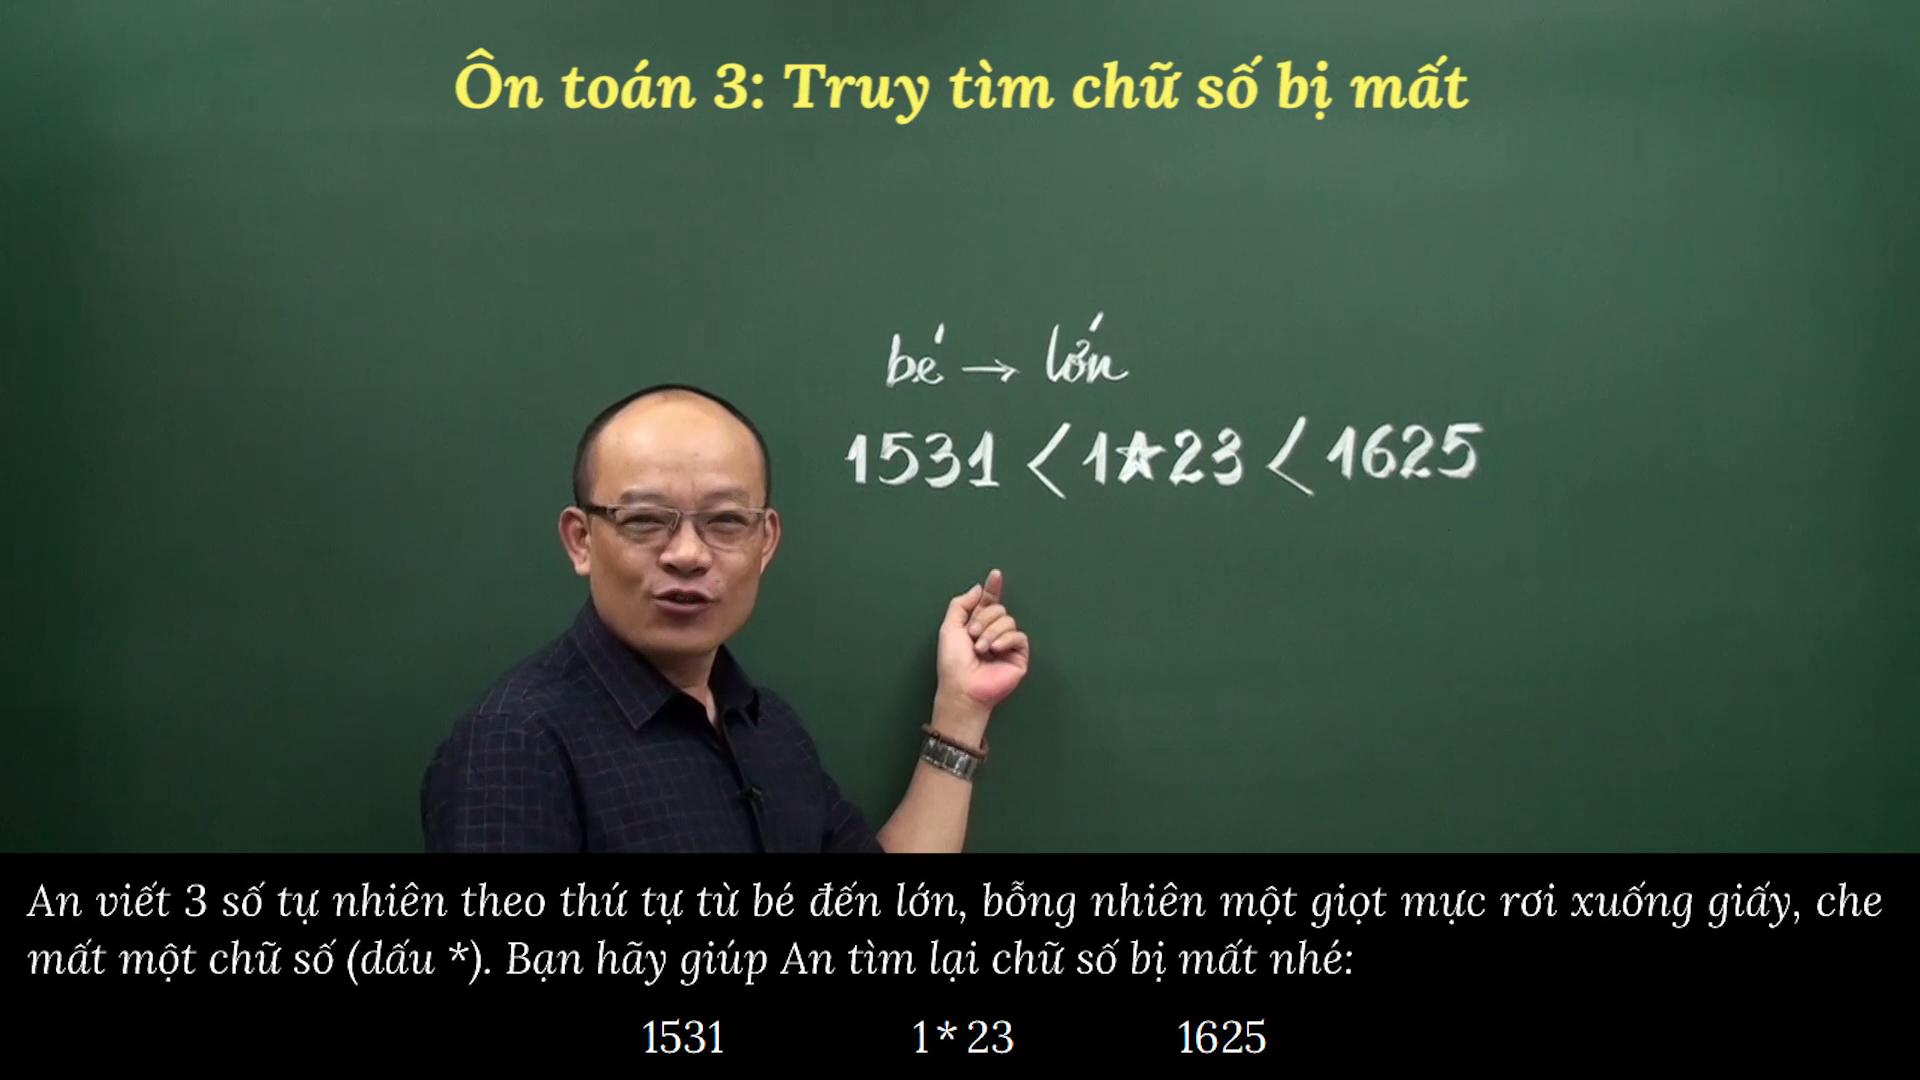 Ôn toán 3: Truy tìm chữ số bị mất
bé → lớn
1531 < 1★23 < 1625
An viết 3 số tự nhiên theo thứ tự từ bé đến lớn, bỗng nhiên một giọt mực rơi xuống giấy, che
mất một chữ số (dấu *). Bạn hãy giúp An tìm lại chữ số bị mất nhé:
1531 1 * 23 1625